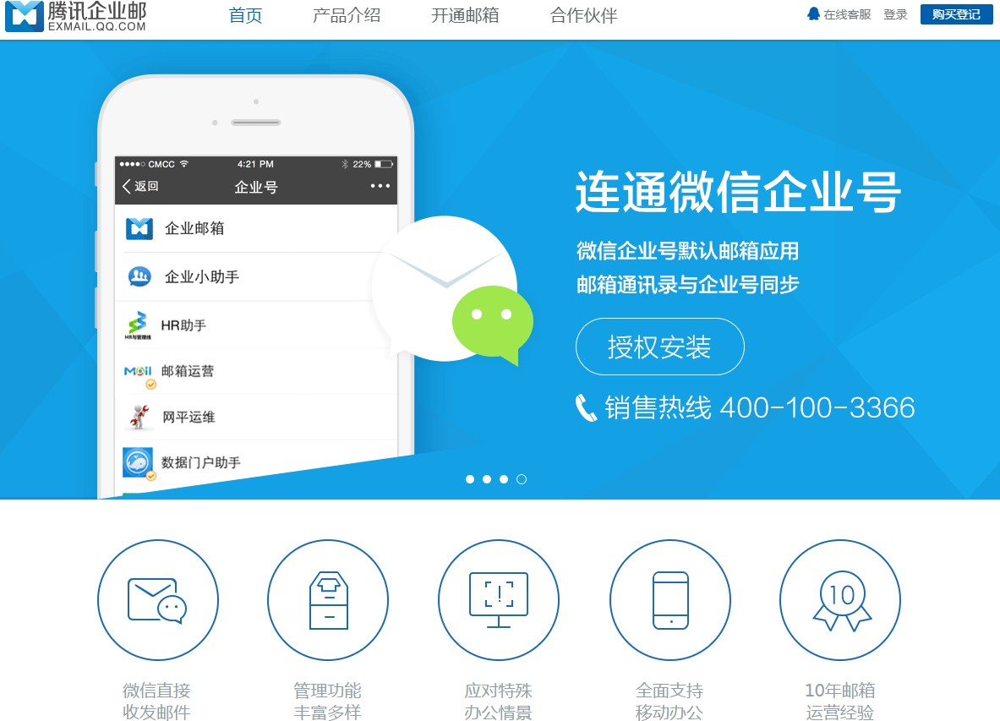 腾讯企业邮
EXMAIL.QQ.COM
首页 产品介绍 开通邮箱 合作伙伴
在线客服 登录 购买登记
CMCC 4:21 PM 22%
返回 企业号
企业邮箱
企业小助手
HR助手
HR与管理线
Mail 邮箱运营
网平运维
数据门户助手
连通微信企业号
微信企业号默认邮箱应用
邮箱通讯录与企业号同步
授权安装
销售热线 400-100-3366
10
微信直接
收发邮件
管理功能
丰富多样
应对特殊
办公情景
全面支持
移动办公
10年邮箱
运营经验